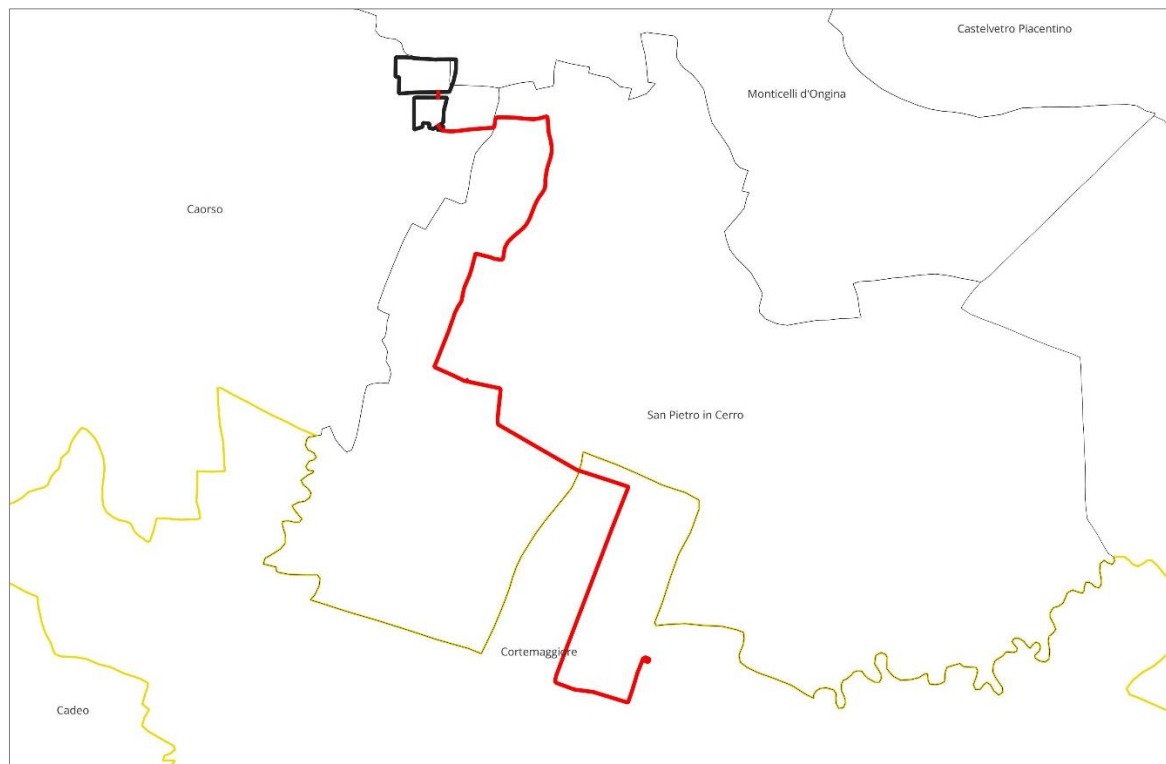 Castelvetro Piacentino
Monticelli d'Ongina
Caorso
San Pietro in Cerro
Cortemaggiore
Cadeo